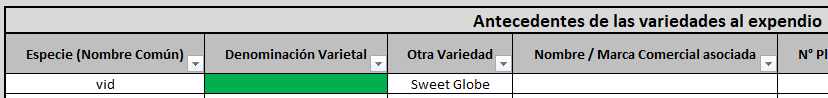 Antecedentes de las variedades al expendio
Especie (Nombre Común) Denominación Varietal Otra Variedad Nombre / Marca Comercial asociada N° Pl
vid Sweet Globe